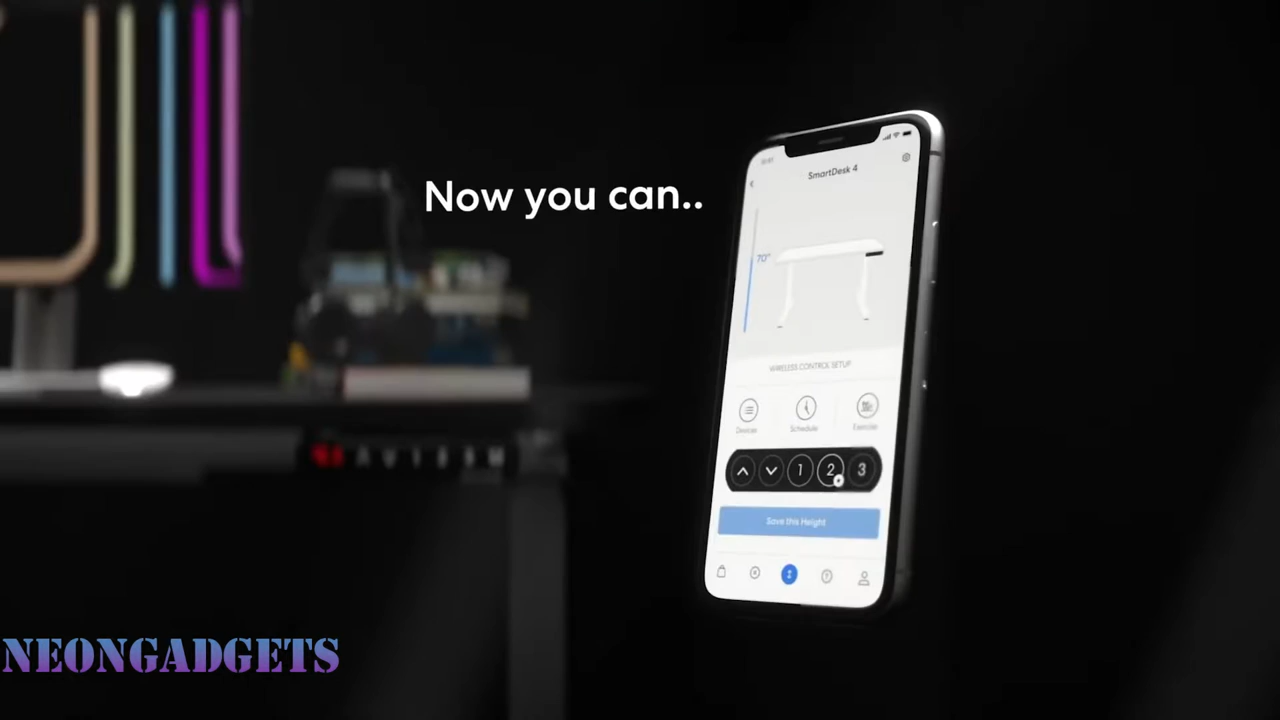 Now you can..
SmartDesk 4
70"
WIRELESS CONTROL SETUP
Devices
Schedule
Exercise
1
2
3
Save this Height
NEONGADGETS